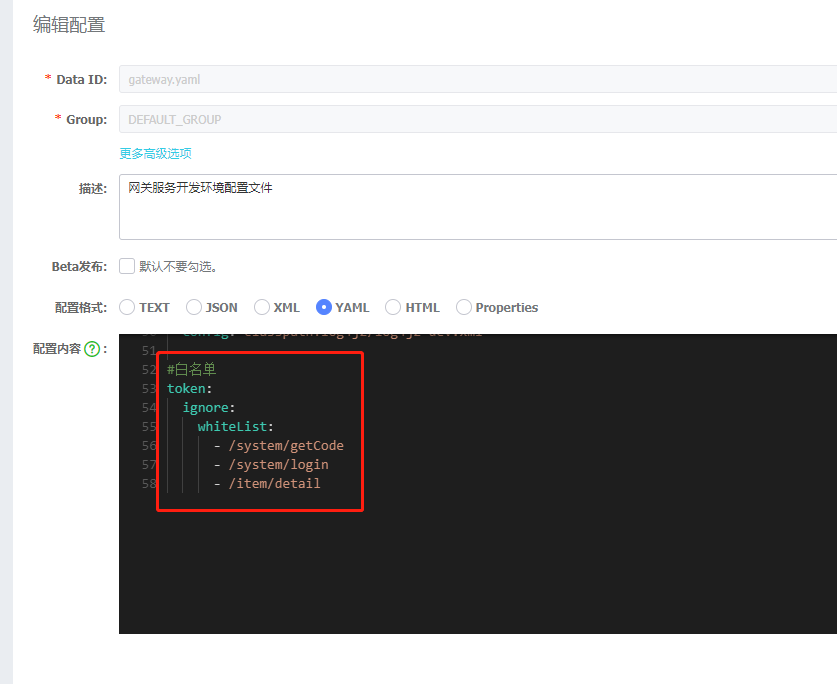 编辑配置
* Data ID: gateway.yaml
* Group: DEFAULT_GROUP
更多高级选项
描述: 网关服务开发环境配置文件
Beta发布: 默认不要勾选。
配置格式: TEXT JSON XML YAML HTML Properties
配置内容 ? :
51
52 #白名单
53 token:
54 ignore:
55 whiteList:
56 - /system/getCode
57 - /system/login
58 - /item/detail